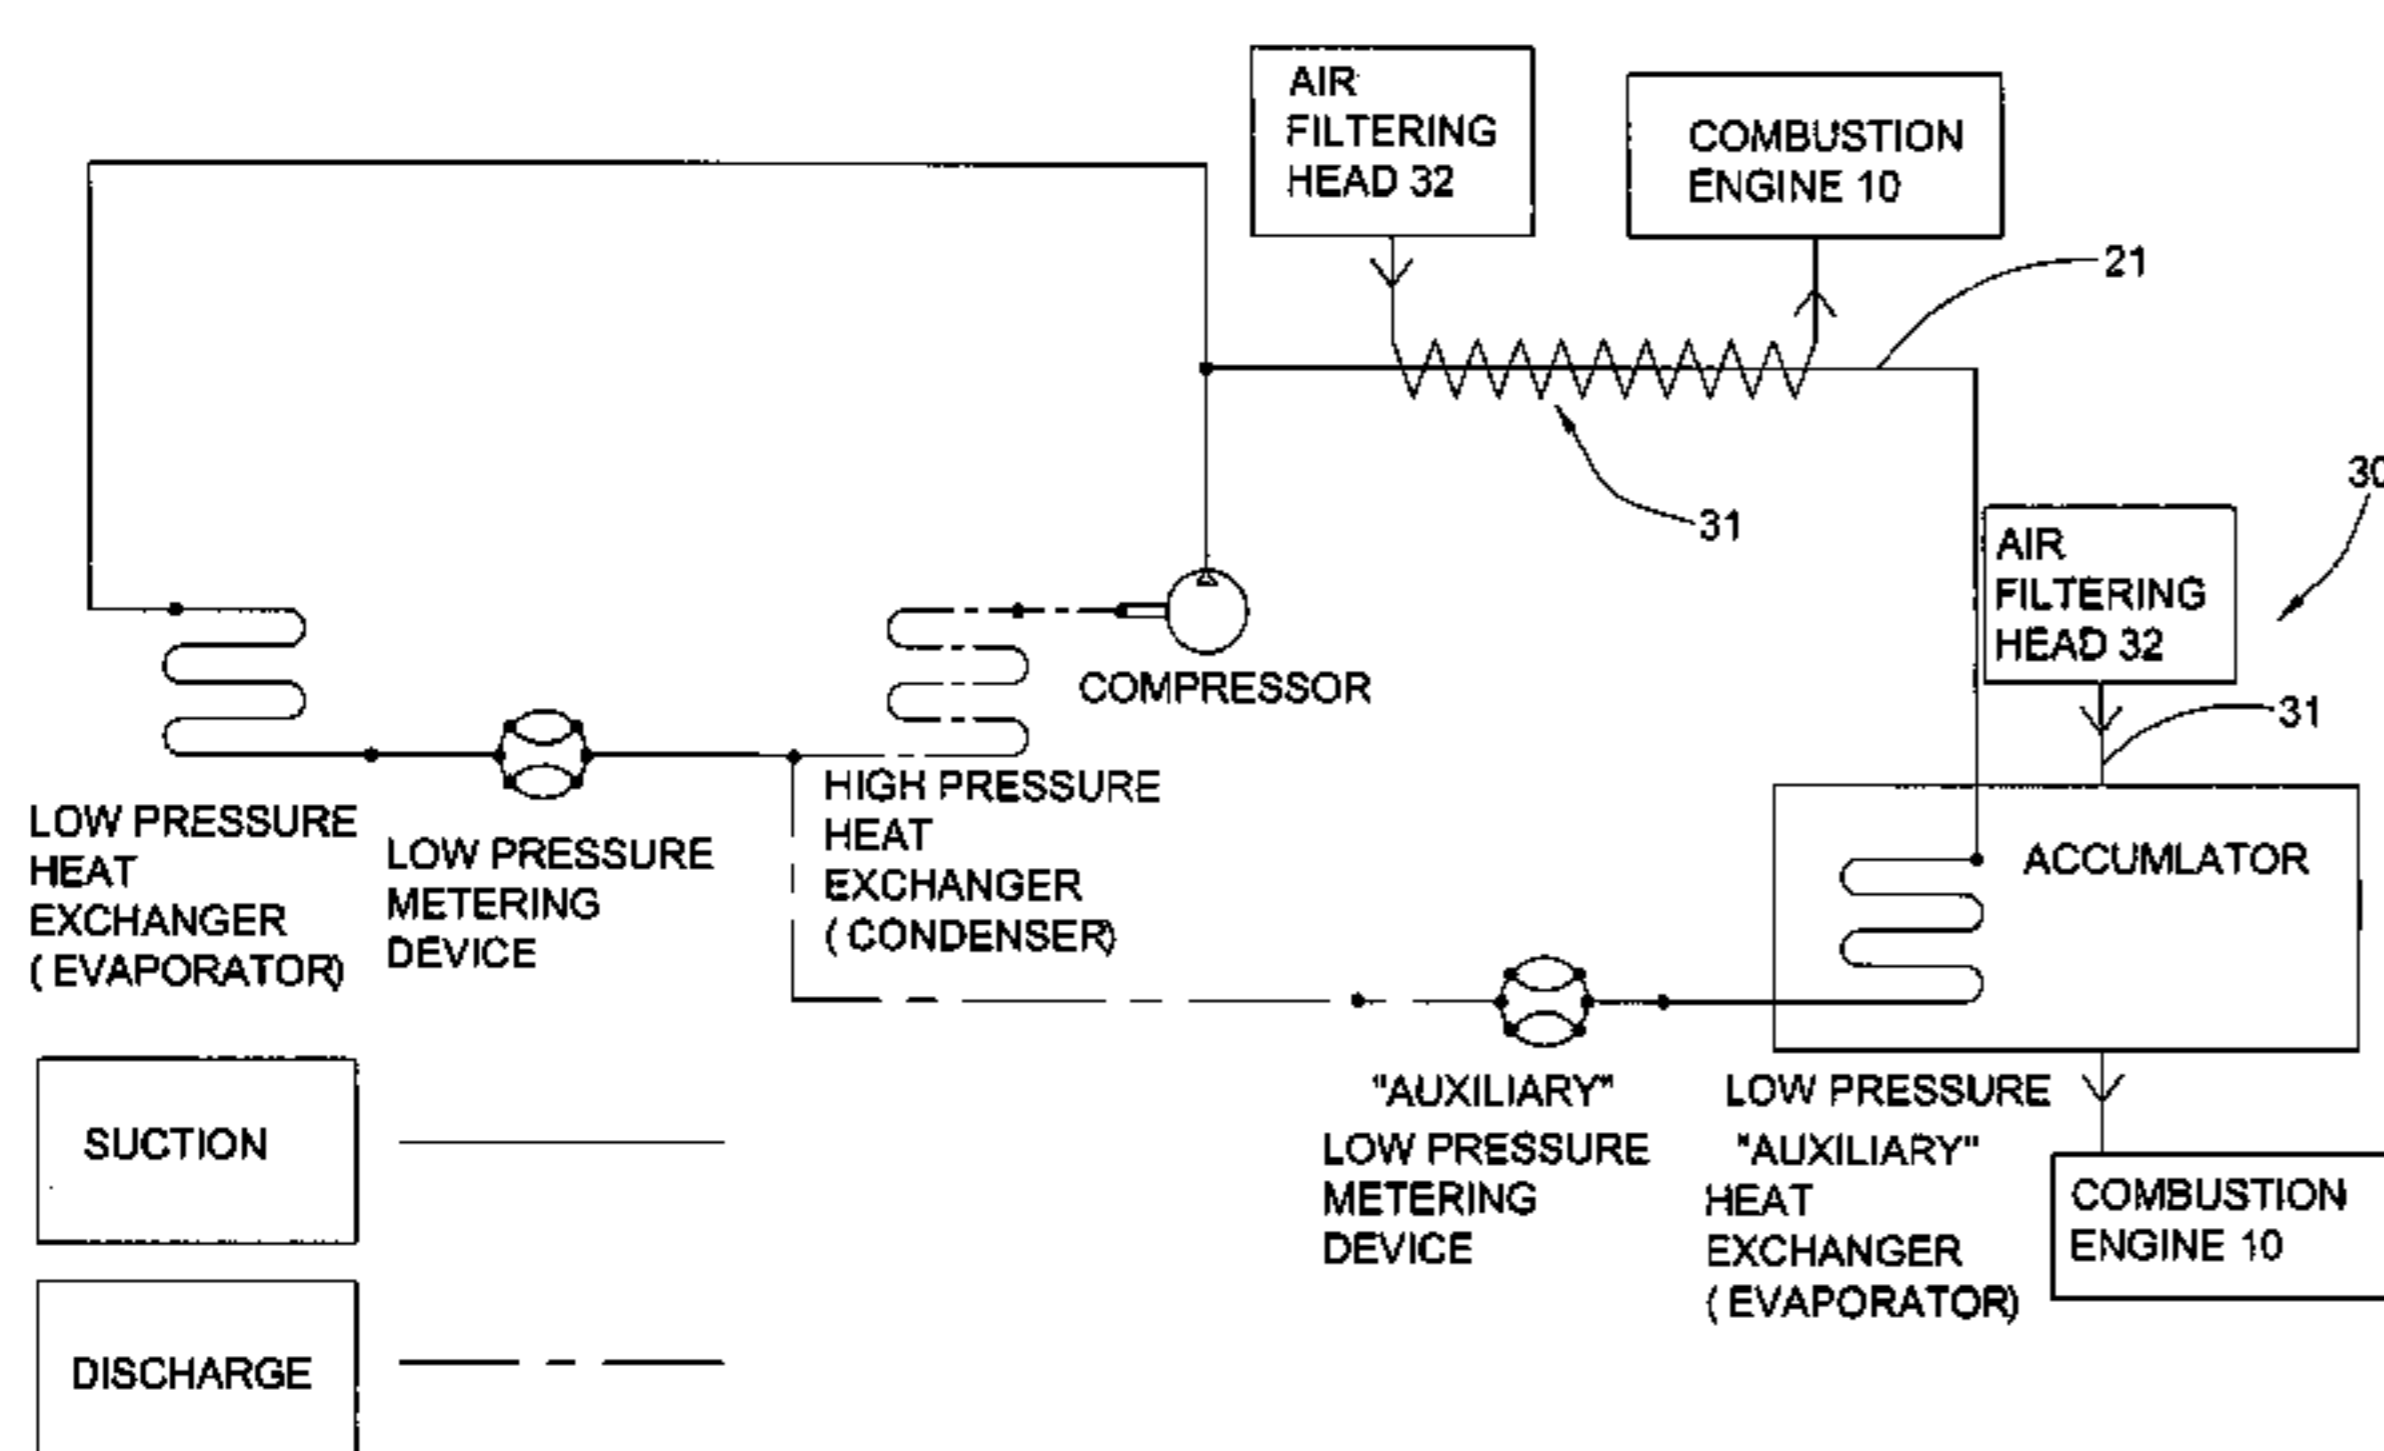 AIR
FILTERING
HEAD 32
COMBUSTION
ENGINE 10
21
31
30
AIR
FILTERING
HEAD 32
31
COMPRESSOR
HIGH PRESSURE
HEAT
EXCHANGER
( CONDENSER)
LOW PRESSURE
HEAT
EXCHANGER
( EVAPORATOR)
LOW PRESSURE
METERING
DEVICE
ACCUMLATOR
"AUXILIARY"
LOW PRESSURE
METERING
DEVICE
LOW PRESSURE
"AUXILIARY"
HEAT
EXCHANGER
( EVAPORATOR)
COMBUSTION
ENGINE 10
SUCTION
DISCHARGE